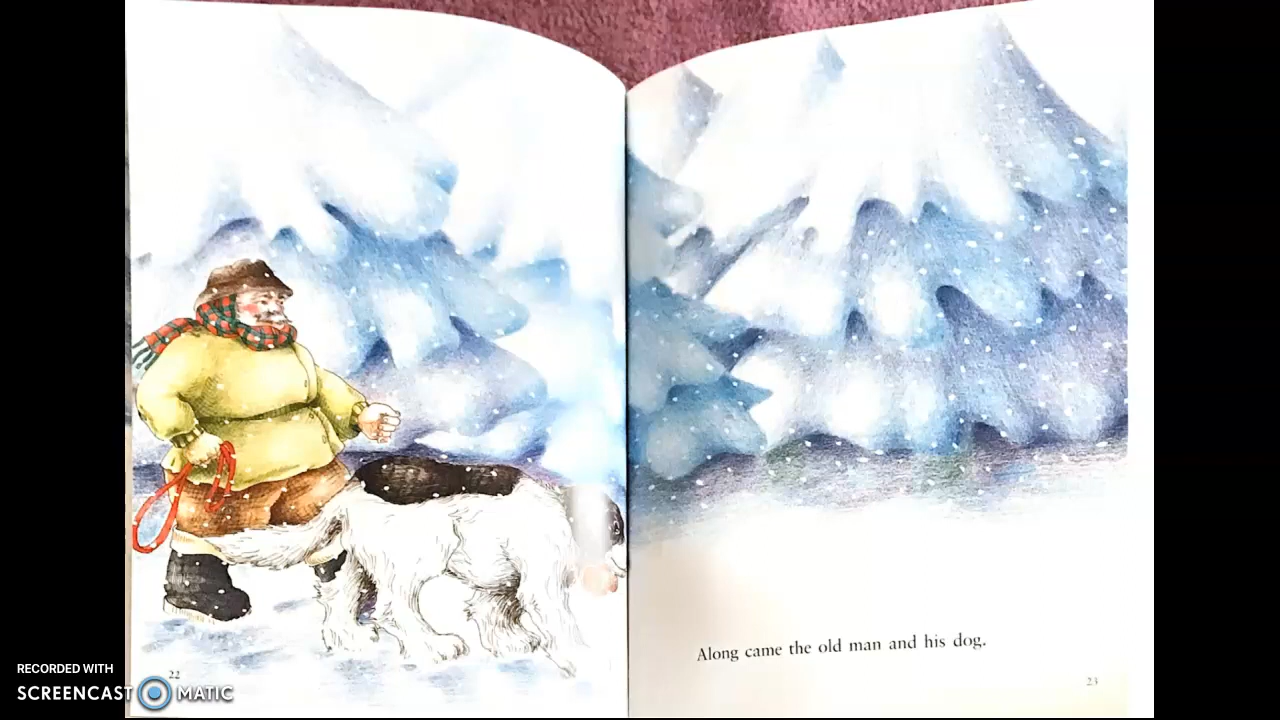 Along came the old man and his dog.
22
23
RECORDED WITH
SCREENCAST MATIC